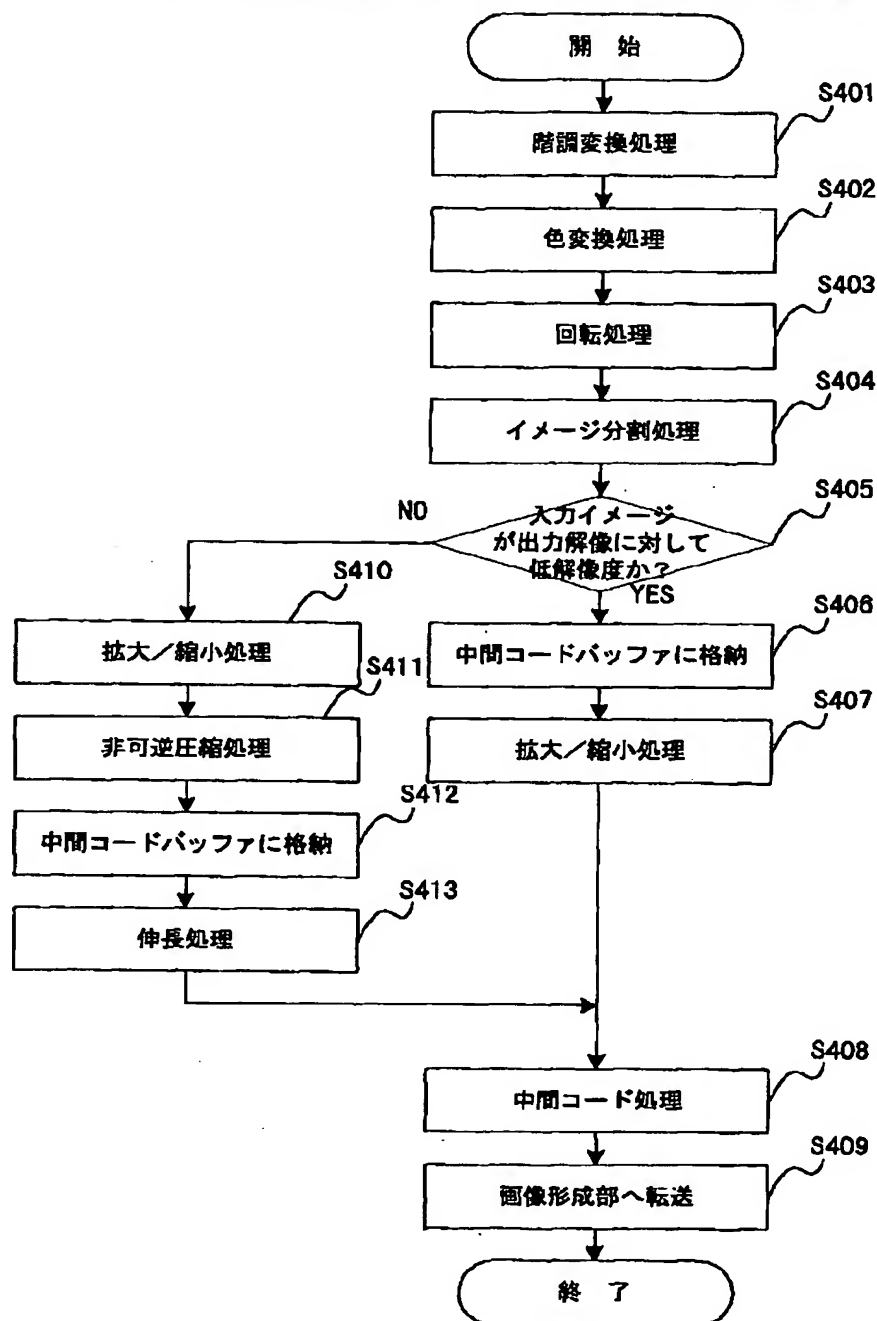 開 始
S401
階調変換処理
S402
色変換処理
S403
回転処理
S404
イメージ分割処理
S405
NO
入力イメージ
が出力解像に対して
低解像度か?
YES
S410
拡大/縮小処理
S411
非可逆圧縮処理
S412
中間コードバッファに格納
S413
伸長処理
S406
中間コードバッファに格納
S407
拡大/縮小処理
S408
中間コード処理
S409
画像形成部へ転送
終 了